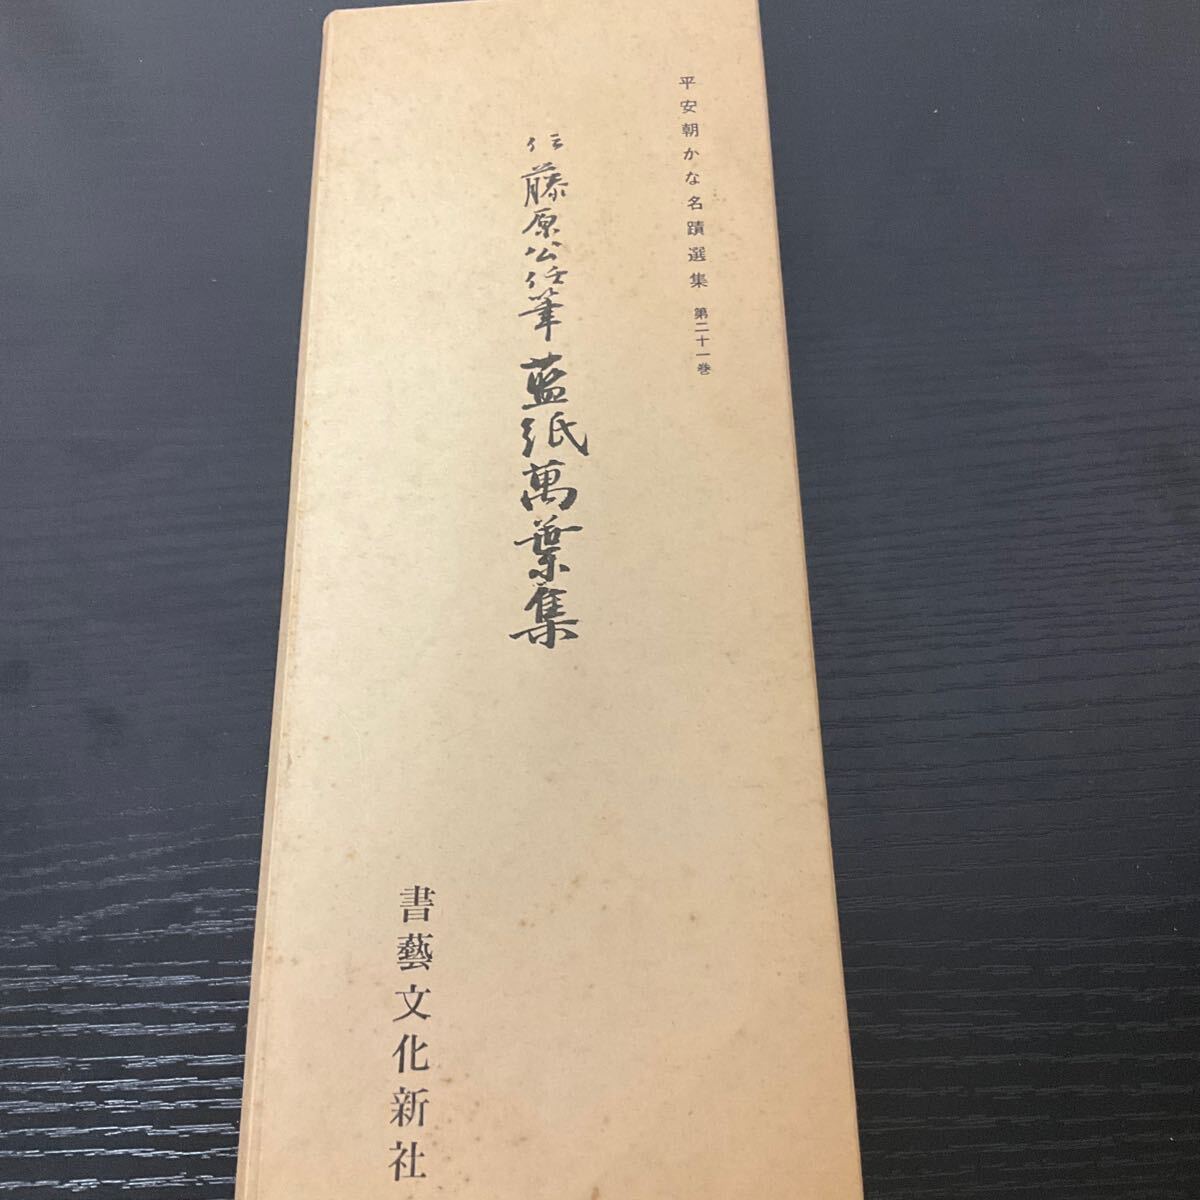 平安朝かな名蹟選集 第二十一巻
伝藤原公任筆 藍紙萬葉集
書藝文化新社